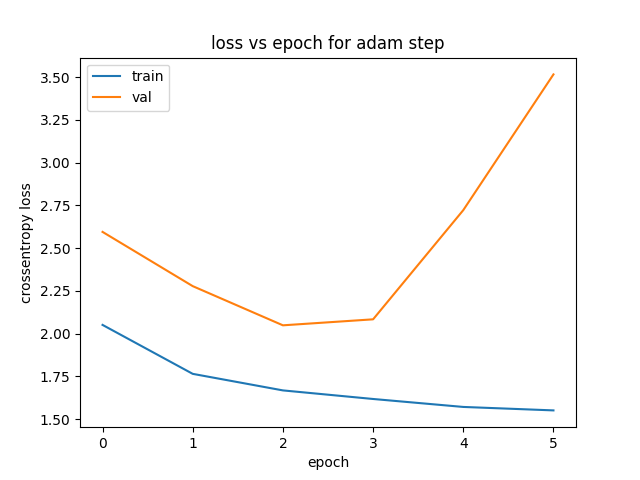 loss vs epoch for adam step
train
val
3.50
3.25
3.00
2.75
2.50
2.25
2.00
1.75
1.50
crossentropy loss
0 1 2 3 4 5
epoch